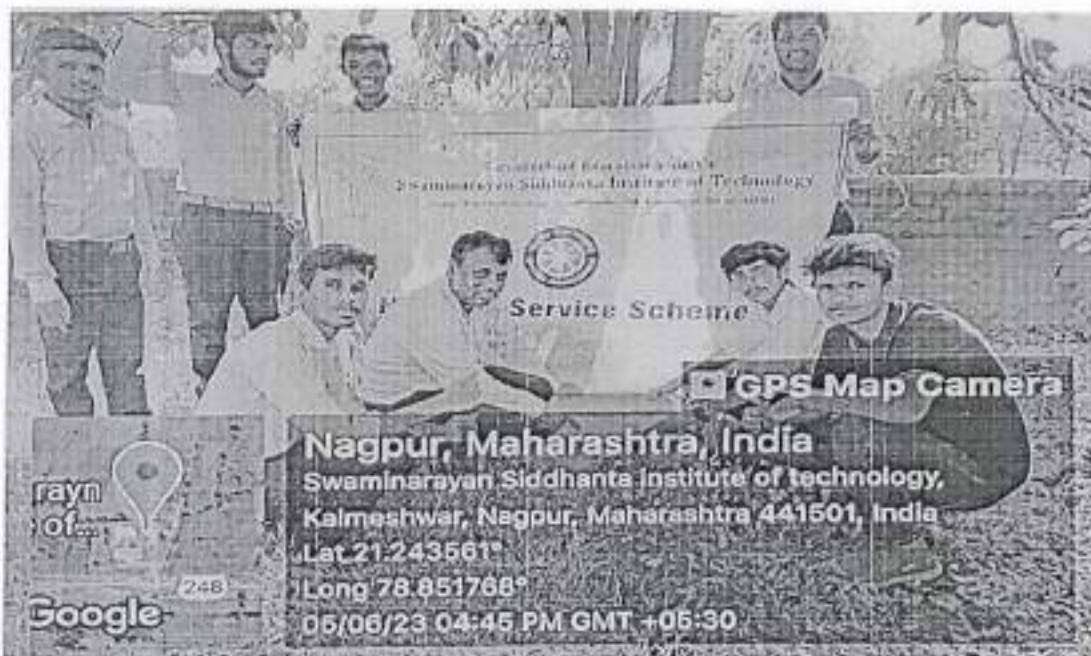 Swaminarayan Siddhanta Institute of Technology
Service Scheme
GPS Map Camera
Nagpur, Maharashtra, India
Swaminarayan Siddhanta institute of technology,
Kalmeshwar, Nagpur, Maharashtra 441501, India
Lat 21.243561°
Long 78.851768°
05/06/23 04:45 PM GMT +05:30
rayn
of...
248
Google